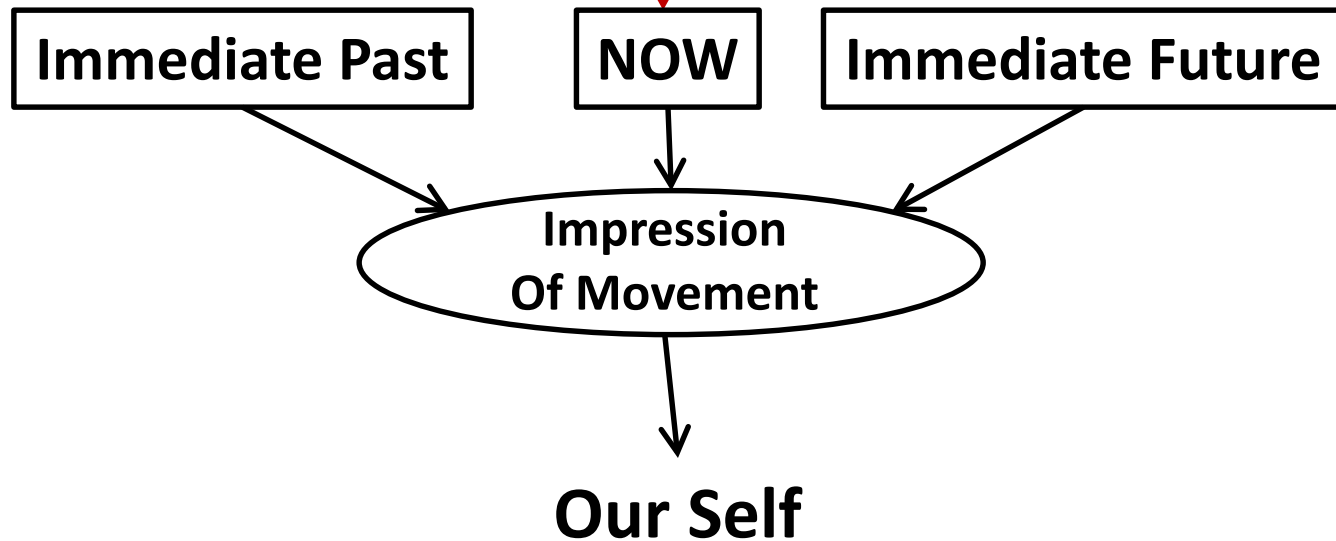 Immediate Past
NOW
Immediate Future
Impression
Of Movement
Our Self